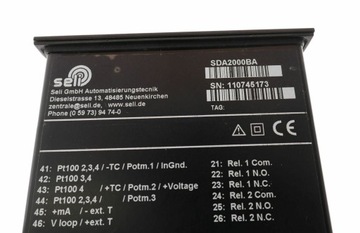 seli
Seli GmbH Automatisierungstechnik
Dieselstrasse 13, 48485 Neuenkirchen
zentrale@seli.de, www.seli.de
Phone (0 59 73) 94 74-0
SDA2000BA
SN: 110745173
TAG:
CE
41: Pt100 2,3,4 / -TC / Potm.1 / InGnd.
42: Pt100 3,4
43: Pt100 4 / +TC / Potm.2 / +Voltage
44: Pt100 2,3,4 / Potm.3
45: +mA / -ext. T
46: V loop / +ext. T
21: Rel. 1 Com.
22: Rel. 1 N.O.
23: Rel. 1 N.C.
24: Rel. 2 Com.
25: Rel. 2 N.O.
26: Rel. 2 N.C.